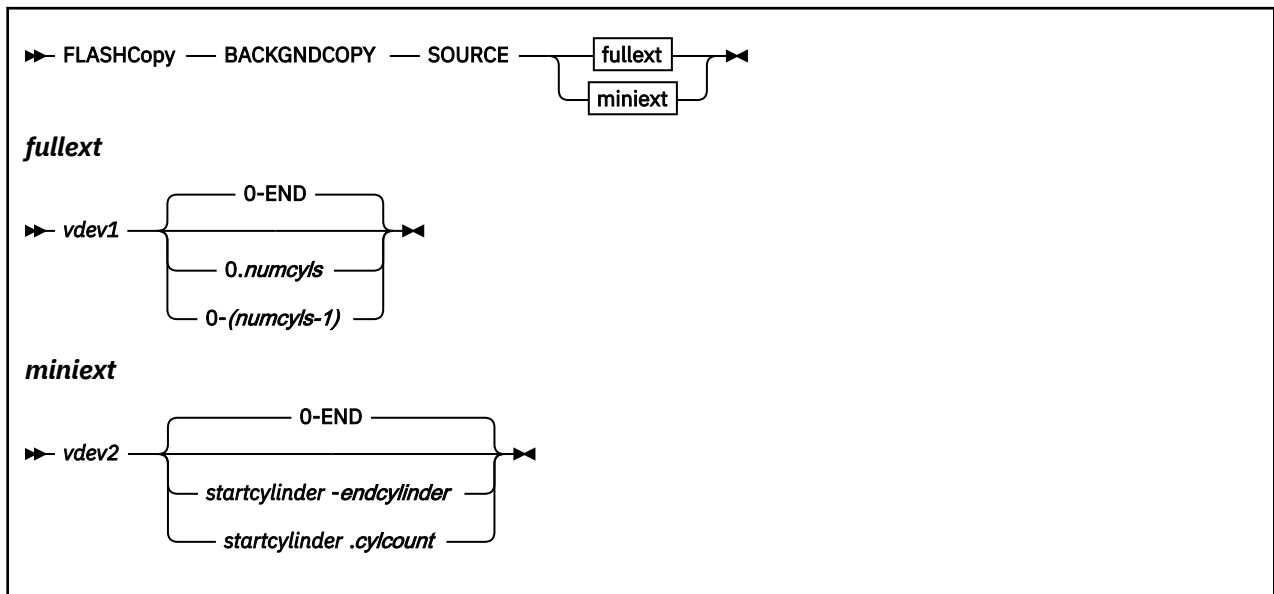 FLASHCopy BACKGNDCOPY SOURCE fullext
miniext
fullext
0-END
vdev1
0.numcyls
0-(numcyls-1)
miniext
0-END
vdev2
startcylinder -endcylinder
startcylinder .cylcount